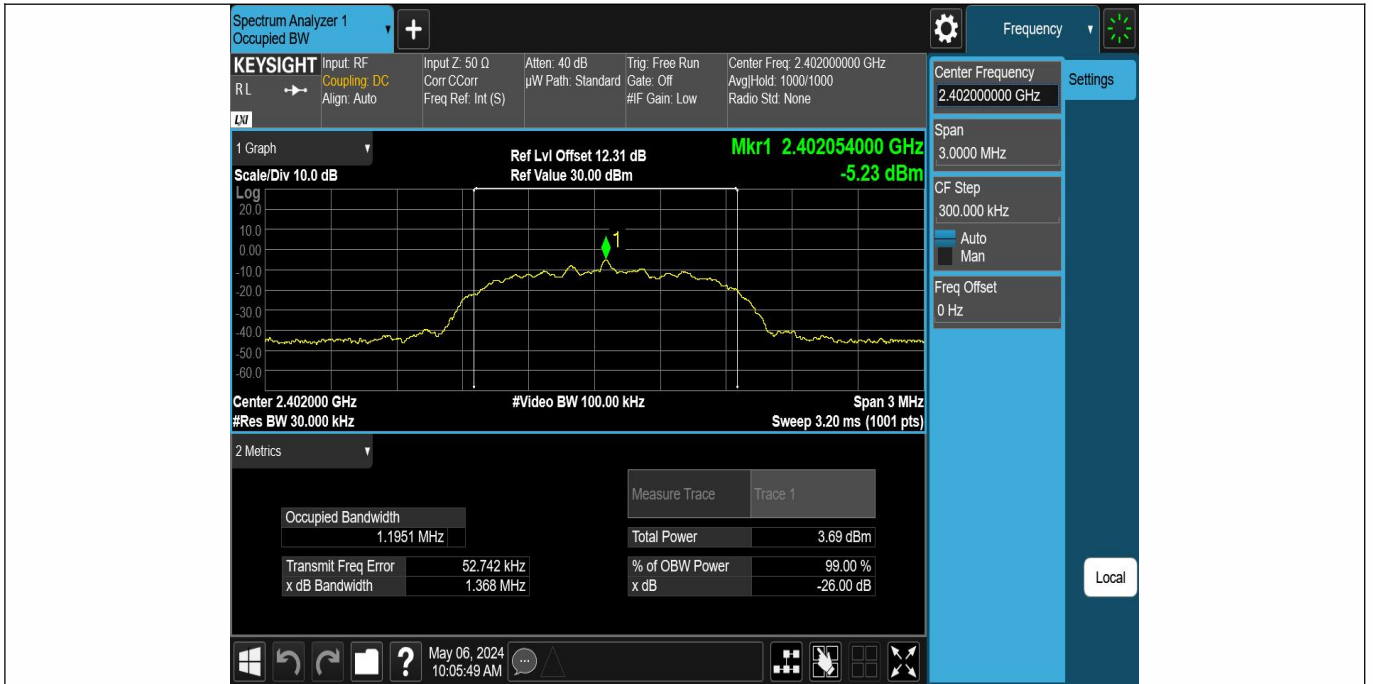 Spectrum Analyzer 1
Occupied BW
+
Frequency
KEYSIGHT
RL
LXI
Input: RF
Coupling: DC
Align: Auto
Input Z: 50 Ω
Corr CCorr
Freq Ref: Int (S)
Atten: 40 dB
µW Path: Standard
Trig: Free Run
Gate: Off
#IF Gain: Low
Center Freq: 2.402000000 GHz
Avg|Hold: 1000/1000
Radio Std: None
Center Frequency
2.402000000 GHz
Settings
Span
3.0000 MHz
CF Step
300.000 kHz
Auto
Man
Freq Offset
0 Hz
Local
1 Graph
Scale/Div 10.0 dB
Ref Lvl Offset 12.31 dB
Ref Value 30.00 dBm
Mkr1 2.402054000 GHz
-5.23 dBm
Log
20.0
10.0
0.00
-10.0
-20.0
-30.0
-40.0
-50.0
-60.0
1
Center 2.402000 GHz
#Res BW 30.000 kHz
#Video BW 100.00 kHz
Span 3 MHz
Sweep 3.20 ms (1001 pts)
2 Metrics
Measure Trace Trace 1
Occupied Bandwidth
1.1951 MHz
Total Power 3.69 dBm
Transmit Freq Error 52.742 kHz
% of OBW Power 99.00 %
x dB Bandwidth 1.368 MHz
x dB -26.00 dB
?
May 06, 2024
10:05:49 AM